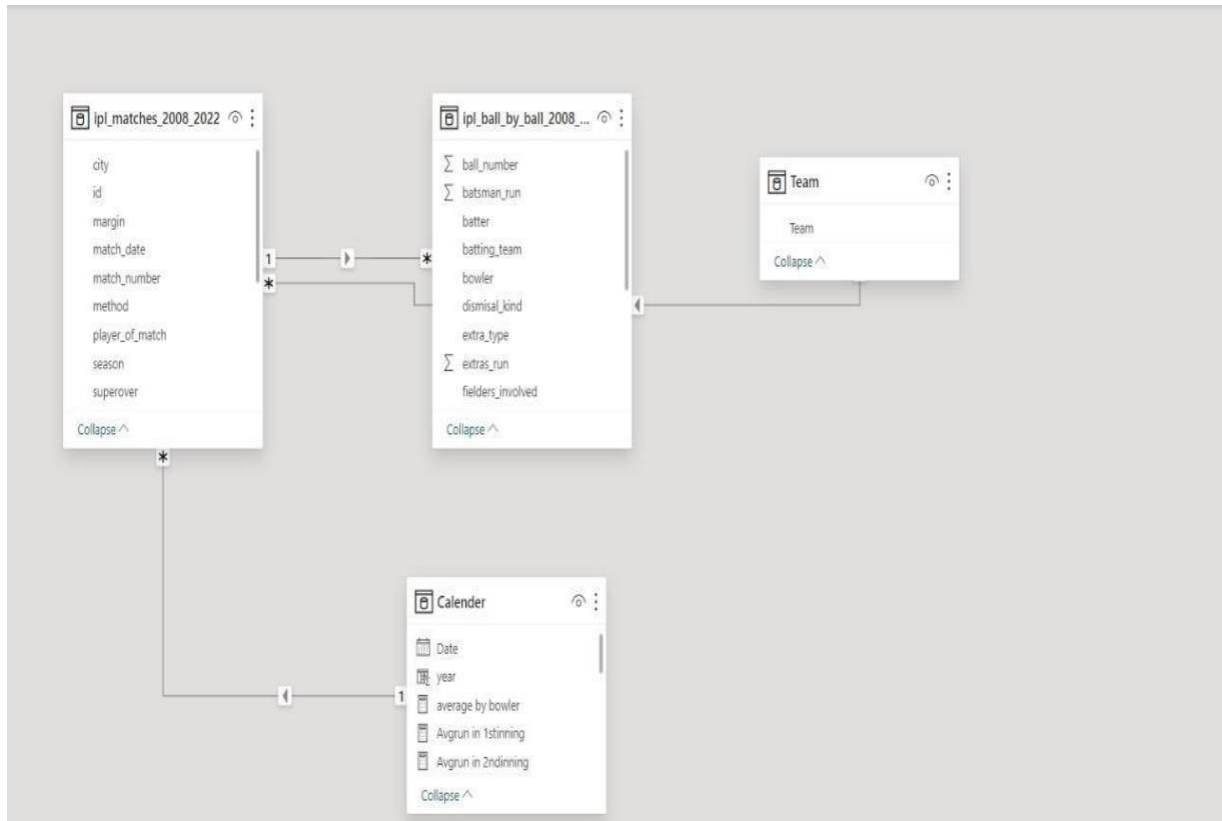 ipl_matches_2008_2022
city
id
margin
match_date
match_number
method
player_of_match
season
superover
Collapse
ipl_ball_by_ball_2008_...
Σ ball_number
Σ batsman_run
batter
batting_team
bowler
dismisal_kind
extra_type
Σ extras_run
fielders_involved
Collapse
Team
Team
Collapse
1
*
*
*
1
Calender
Date
year
average by bowler
Avgrun in 1stinning
Avgrun in 2ndinning
Collapse